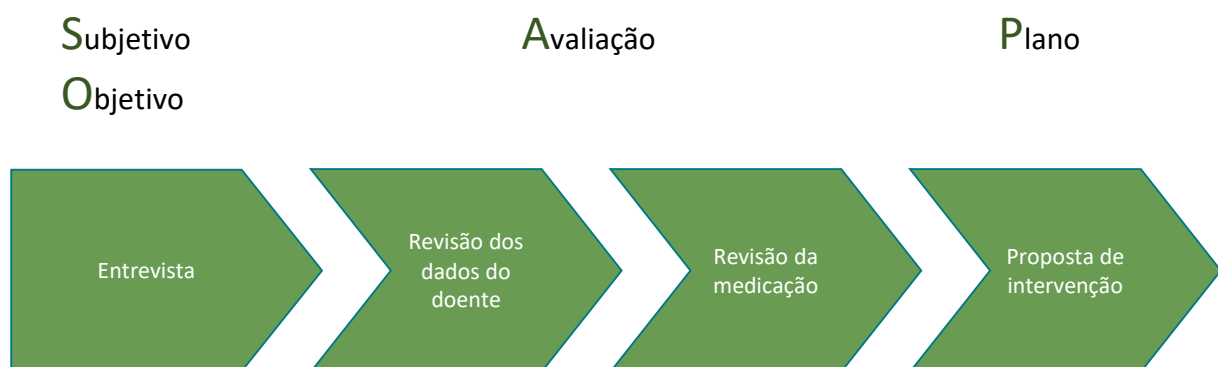 Subjetivo
Objetivo
Avaliação
Plano
Entrevista
Revisão dos
dados do
doente
Revisão da
medicação
Proposta de
intervenção